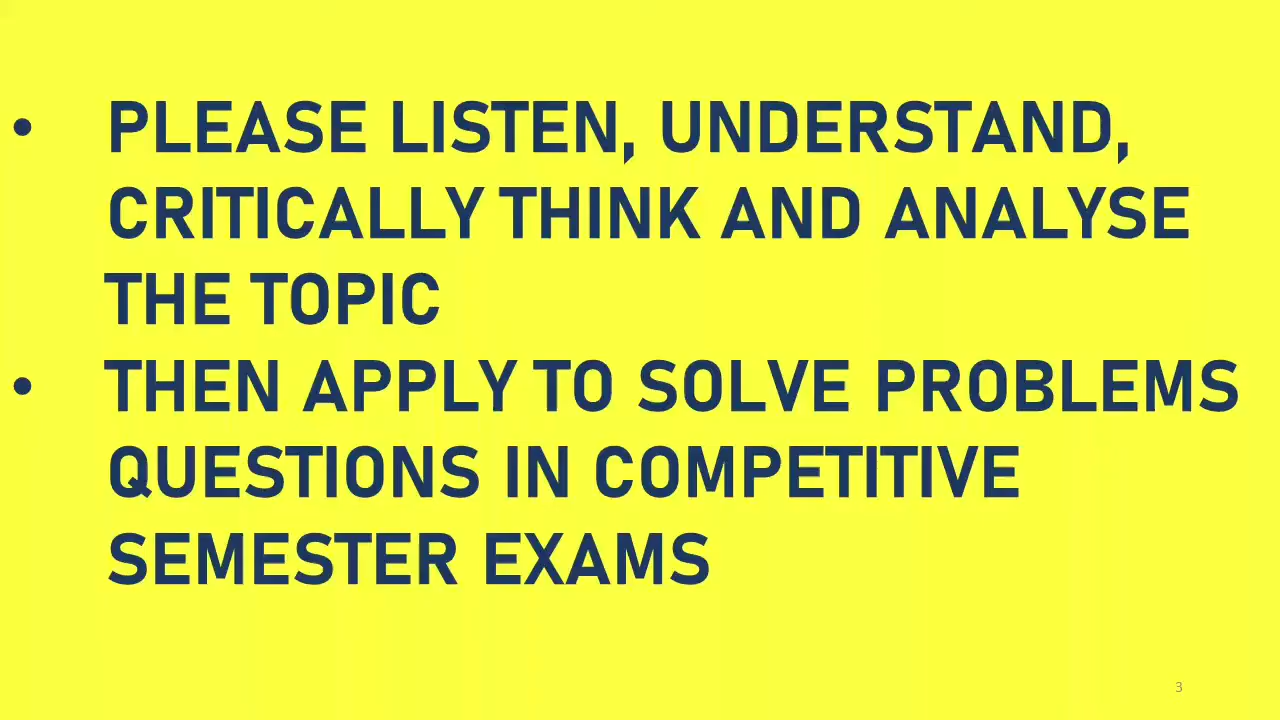 • PLEASE LISTEN, UNDERSTAND,
CRITICALLY THINK AND ANALYSE
THE TOPIC
• THEN APPLY TO SOLVE PROBLEMS
QUESTIONS IN COMPETITIVE
SEMESTER EXAMS
3